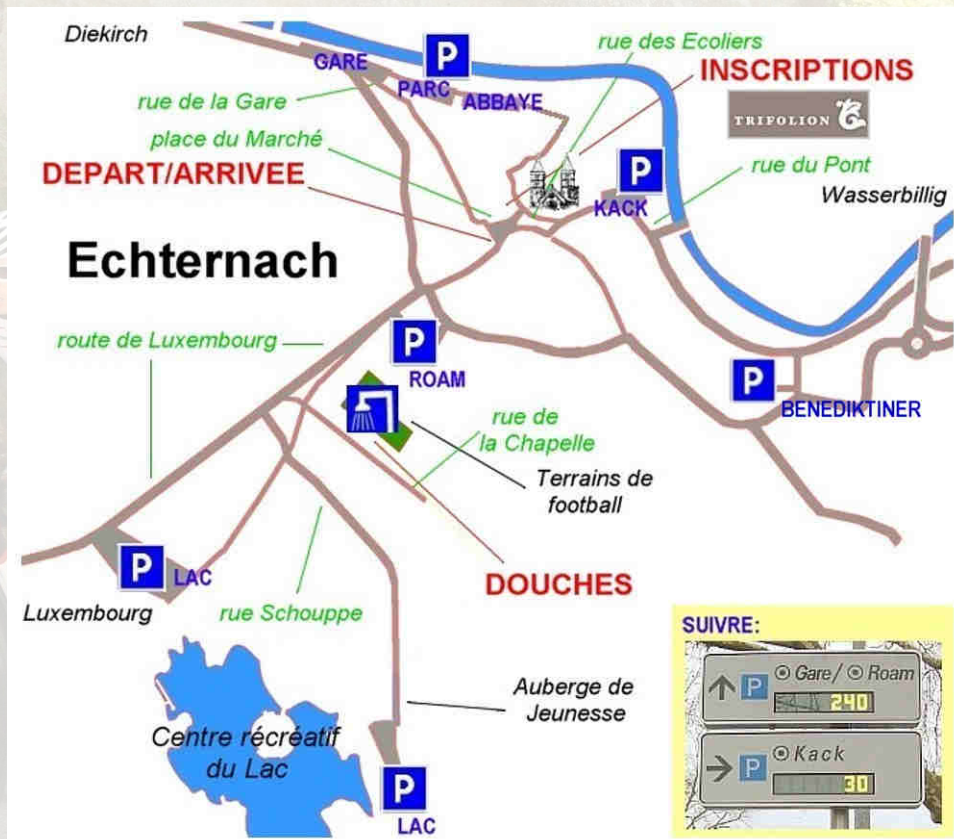 Diekirch
P
rue des Ecoliers
GARE
INSCRIPTIONS
PARC
ABBAYE
rue de la Gare
TRIFOLION
place du Marché
P
rue du Pont
DEPART/ARRIVEE
Wasserbillig
KACK
Echternach
route de Luxembourg
P
ROAM
P
BENEDIKTINER
rue de
la Chapelle
Terrains de
football
P
LAC
DOUCHES
Luxembourg
rue Schouppe
SUIVRE:
P
Gare/ Roam
240
P
Kack
30
Auberge de
Jeunesse
Centre récréatif
du Lac
P
LAC